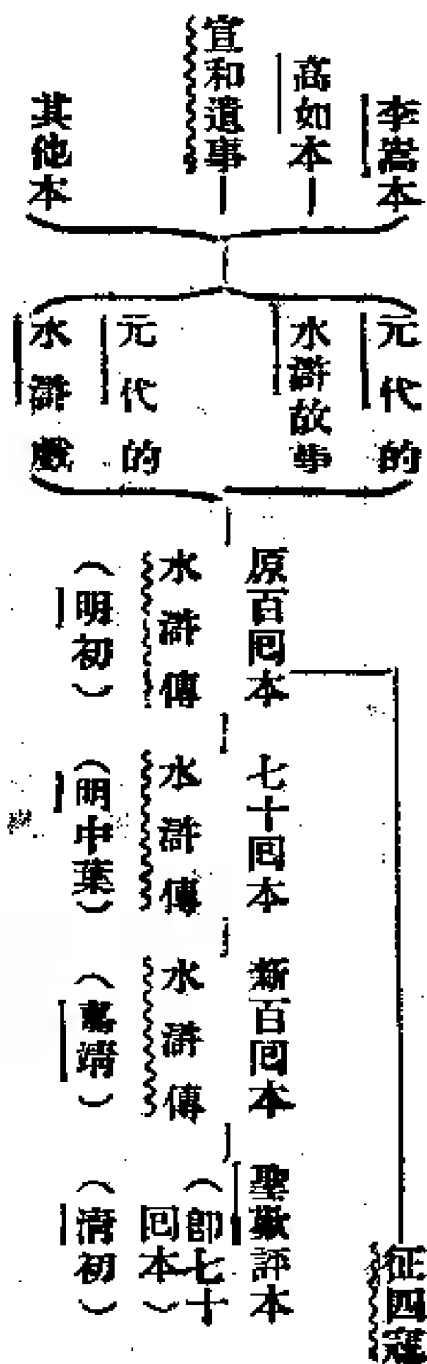 李嵩本
高如本
宣和遺事
其他本
元代的
水滸故事
元代的
水滸戲
原百回本
水滸傳
(明初)
七十回本
水滸傳
(明中葉)
新百回本
水滸傳
(嘉靖)
聖歎評本
(卽七十
回本)
(清初)
征四寇